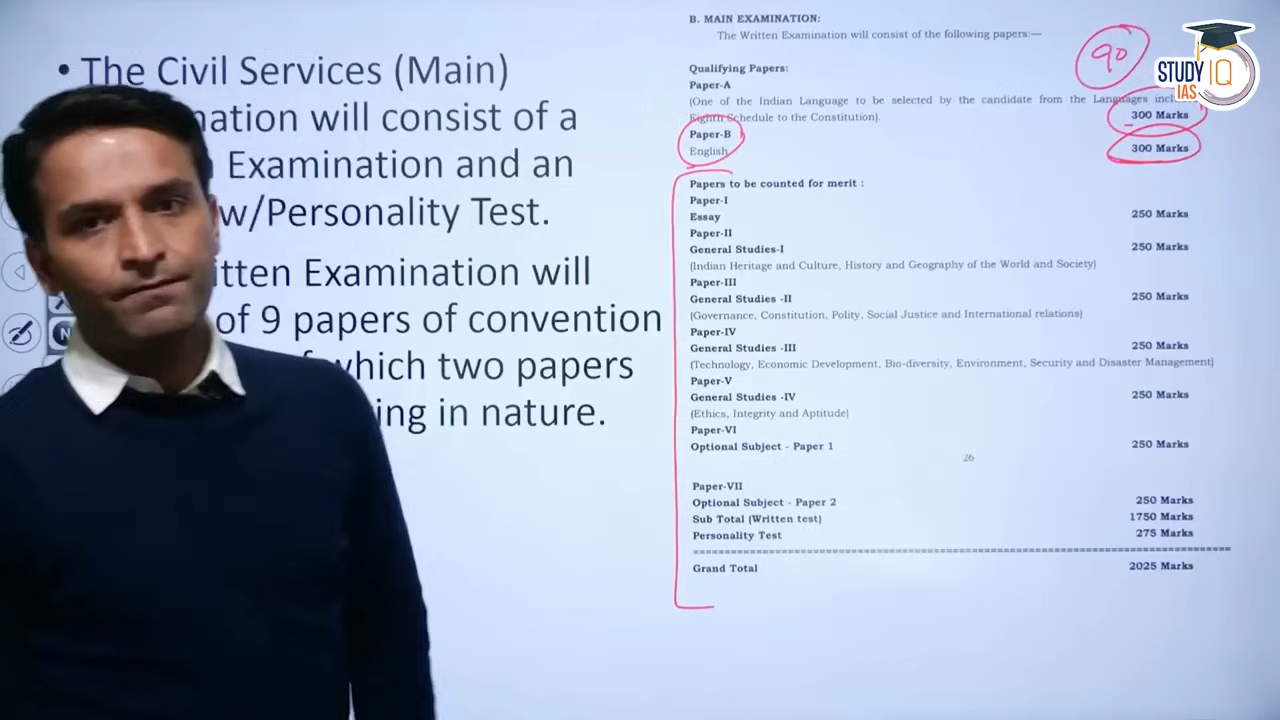 • The Civil Services (Main)
will consist of a
Examination and an
w/Personality Test.
Examination will
of 9 papers of convention
which two papers
in nature.
B. MAIN EXAMINATION:
The Written Examination will consist of the following papers:—
Qualifying Papers:
Paper-A
(One of the Indian Language to be selected by the candidate from the Languages
Eighth Schedule to the Constitution). 300 Marks
Paper-B
English 300 Marks
90
STUDY IQ
IAS
Papers to be counted for merit :
Paper-I
Essay 250 Marks
Paper-II
General Studies-I 250 Marks
(Indian Heritage and Culture, History and Geography of the World and Society)
Paper-III
General Studies -II 250 Marks
(Governance, Constitution, Polity, Social Justice and International relations)
Paper-IV
General Studies -III 250 Marks
(Technology, Economic Development, Bio-diversity, Environment, Security and Disaster Management)
Paper-V
General Studies -IV 250 Marks
(Ethics, Integrity and Aptitude)
Paper-VI
Optional Subject - Paper 1 250 Marks
26
Paper-VII
Optional Subject - Paper 2 250 Marks
Sub Total (Written test) 1750 Marks
Personality Test 275 Marks
Grand Total 2025 Marks